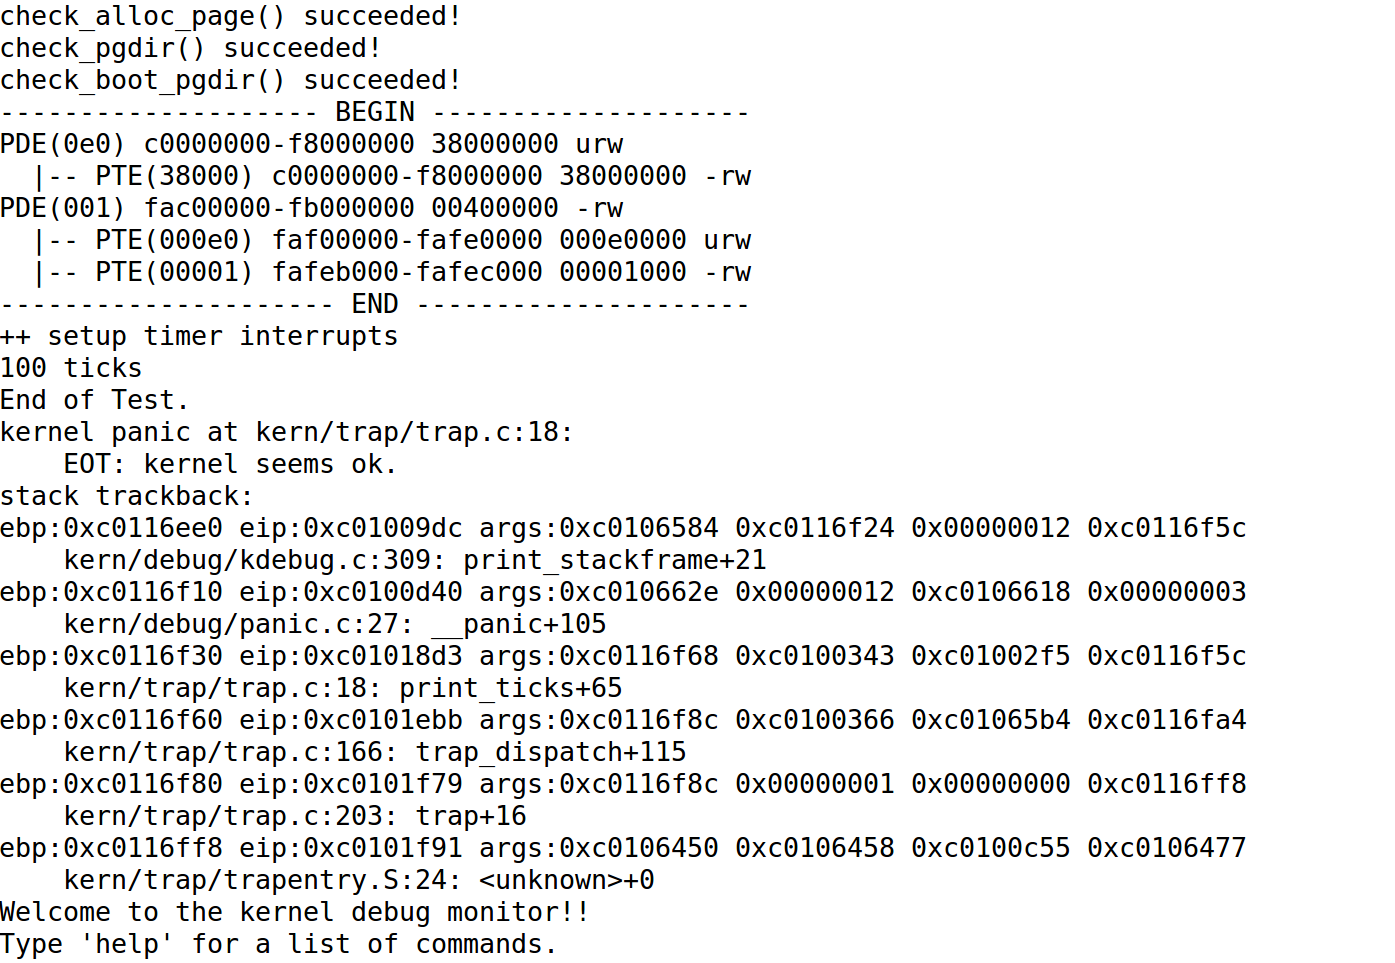 check_alloc_page() succeeded!
check_pgdir() succeeded!
check_boot_pgdir() succeeded!
-------------------- BEGIN --------------------
PDE(0e0) c0000000-f8000000 38000000 urw
  |-- PTE(38000) c0000000-f8000000 38000000 -rw
PDE(001) fac00000-fb000000 00400000 -rw
  |-- PTE(000e0) faf00000-fafe0000 000e0000 urw
  |-- PTE(00001) fafeb000-fafec000 00001000 -rw
--------------------- END ---------------------
++ setup timer interrupts
100 ticks
End of Test.
kernel panic at kern/trap/trap.c:18:
    EOT: kernel seems ok.
stack trackback:
ebp:0xc0116ee0 eip:0xc01009dc args:0xc0106584 0xc0116f24 0x00000012 0xc0116f5c
    kern/debug/kdebug.c:309: print_stackframe+21
ebp:0xc0116f10 eip:0xc0100d40 args:0xc010662e 0x00000012 0xc0106618 0x00000003
    kern/debug/panic.c:27: __panic+105
ebp:0xc0116f30 eip:0xc01018d3 args:0xc0116f68 0xc0100343 0xc01002f5 0xc0116f5c
    kern/trap/trap.c:18: print_ticks+65
ebp:0xc0116f60 eip:0xc0101ebb args:0xc0116f8c 0xc0100366 0xc01065b4 0xc0116fa4
    kern/trap/trap.c:166: trap_dispatch+115
ebp:0xc0116f80 eip:0xc0101f79 args:0xc0116f8c 0x00000001 0x00000000 0xc0116ff8
    kern/trap/trap.c:203: trap+16
ebp:0xc0116ff8 eip:0xc0101f91 args:0xc0106450 0xc0106458 0xc0100c55 0xc0106477
    kern/trap/trapentry.S:24: <unknown>+0
Welcome to the kernel debug monitor!!
Type 'help' for a list of commands.